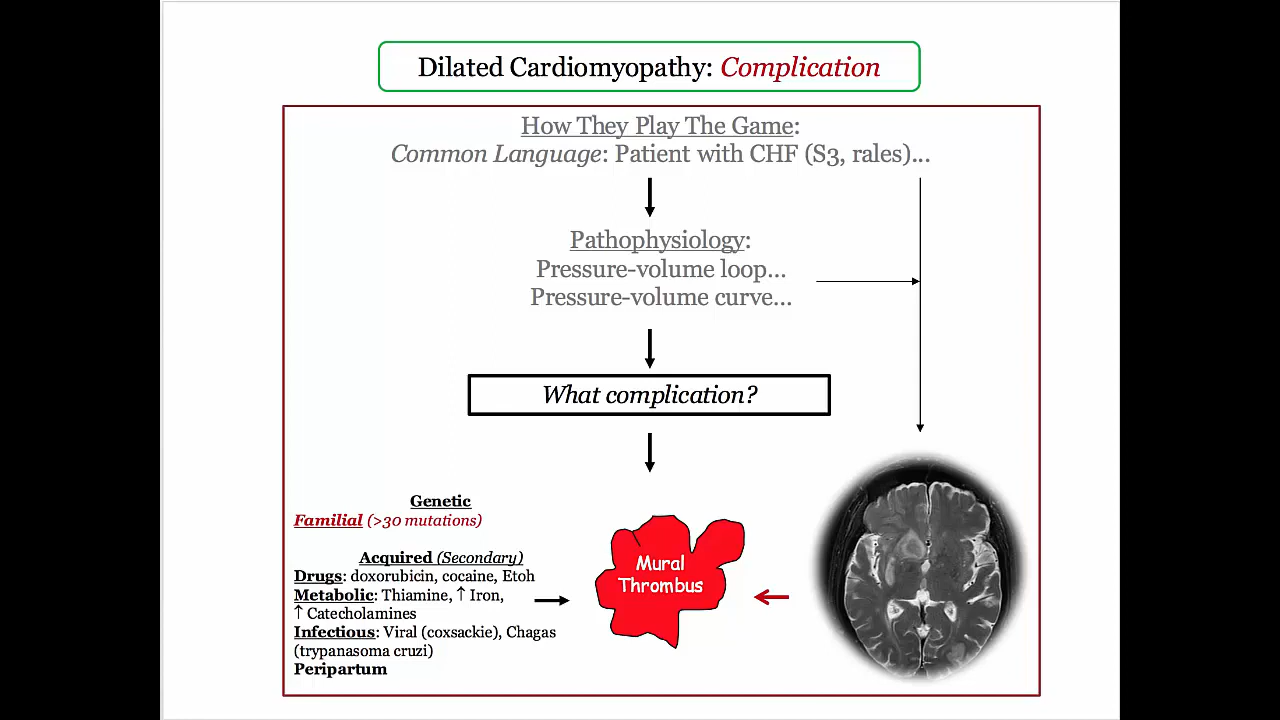 Dilated Cardiomyopathy: Complication
How They Play The Game:
Common Language: Patient with CHF (S3, rales)...
Pathophysiology:
Pressure-volume loop...
Pressure-volume curve...
What complication?
Genetic
Familial (>30 mutations)
Acquired (Secondary)
Drugs: doxorubicin, cocaine, Etoh
Metabolic: Thiamine, ↑ Iron,
↑ Catecholamines
Infectious: Viral (coxsackie), Chagas
(trypanasoma cruzi)
Peripartum
Mural
Thrombus